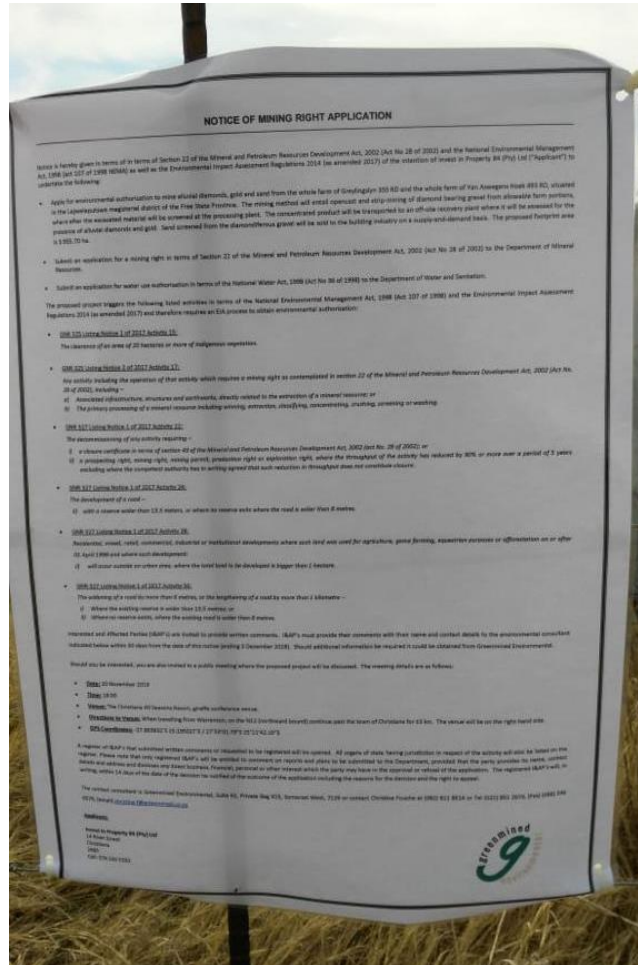 NOTICE OF MINING RIGHT APPLICATION
Notice is hereby given in terms of in terms of Section 22 of the Mineral and Petroleum Resources Development Act, 2002 (Act No 28 of 2002) and the National Environmental Management
Act, 1998 (act 107 of 1998 NEMA) as well as the Environmental Impact Assessment Regulations 2014 (as amended 2017) of the intention of Invest in Property 84 (Pty) Ltd ("Applicant") to
undertake the following:
• Apply for environmental authorisation to mine alluvial diamonds, gold and sand from the whole farm of and the whole farm of situated
in the Lejweleputswa magisterial district of the Free State Province. The mining method will entail opencast and strip-mining of diamond bearing gravel from allowable farm portions,
where after the excavated material will be screened at the processing plant. The concentrated product will be transported to an off-site recovery plant where it will be assessed for the
presence of alluvial diamonds and gold. Sand screened from the diamondiferous gravel will be sold to the building industry on a supply-and-demand basis. The proposed footprint area
is
• Submit an application for a mining right in terms of Section 22 of the Mineral and Petroleum Resources Development Act, 2002 (Act No 28 of 2002) to the Department of Mineral
Resources.
• Submit an application for water use authorisation in terms of the National Water Act, 1998 (Act No 36 of 1998) to the Department of Water and Sanitation.
The proposed project triggers the following listed activities in terms of the National Environmental Management Act, 1998 (Act 107 of 1998) and the Environmental Impact Assessment
Regulations 2014 (as amended 2017) and therefore requires an EIA process to obtain environmental authorisation:
• GNR 325 Listing Notice 2 of 2017 Activity 15:
The clearance of an area of 20 hectares or more of indigenous vegetation.
• GNR 325 Listing Notice 2 of 2017 Activity 17:
Any activity including the operation of that activity which requires a mining right as contemplated in section 22 of the Mineral and Petroleum Resources Development Act, 2002 (Act No.
28 of 2002), including –
a) Associated infrastructure, structures and earthworks, directly related to the extraction of a mineral resource; or
b) The primary processing of a mineral resource including winning, extraction, classifying, concentrating, crushing, screening or washing.
• GNR 327 Listing Notice 1 of 2017 Activity 22:
The decommissioning of any activity requiring –
i) a closure certificate in terms of section 43 of the Mineral and Petroleum Resources Development Act, 2002 (Act No. 28 of 2002); or
ii) a prospecting right, mining right, mining permit, production right or exploration right, where the throughput of the activity has reduced by 90% or more over a period of 5 years
excluding where the competent authority has in writing agreed that such reduction in throughput does not constitute closure.
• GNR 327 Listing Notice 1 of 2017 Activity 24:
The development of a road –
ii) with a reserve wider than 13,5 meters, or where no reserve exits where the road is wider than 8 metres.
• GNR 327 Listing Notice 1 of 2017 Activity 28:
Residential, mixed, retail, commercial, industrial or institutional developments where such land was used for agriculture, game farming, equestrian purposes or afforestation on or after
01 April 1998 and where such development:
ii) will occur outside an urban area, where the total land to be developed is bigger than 1 hectare.
• GNR 327 Listing Notice 1 of 2017 Activity 56:
The widening of a road by more than 6 metres, or the lengthening of a road by more than 1 kilometre –
i) Where the existing reserve is wider than 13,5 metres; or
ii) Where no reserve exists, where the road is wider than 8 metres.
Interested and Affected Parties (I&AP's) are invited to provide written comments. I&AP's must provide their comments with their name and contact details to the environmental consultant
indicated below within 30 days from the date of this notice (ending 3 December 2018). Should additional information be required it could be obtained from Greenmined Environmental.
Should you be interested, you are also invited to a public meeting where the proposed project will be discussed. The meeting details are as follows:
• Date: November 2018
• Time:
• Venue: The Christiana All Seasons Resort, giraffe conference venue.
• Directions to Venue: When travelling from Warrenton, on the N12 (northward bound) continue past the town of Christiana for The venue will be on the right-hand side.
• GPS Coordinates:
A register of I&AP's that submitted written comments or requested to be registered will be opened. All organs of state having jurisdiction in respect of the activity will also be listed on the
register. Please note that only registered I&AP's will be entitled to comment on reports and plans to be submitted to the Department, provided that the party provides its name, contact
details and address and discloses any direct business, financial, personal or other interest which the party may have in the approval or refusal of the application. The registered I&AP's will, in
writing, within 14 days of the date of the decision be notified of the outcome of the application including the reasons for the decision and the right to appeal.
The contact consultant is Greenmined Environmental, Suite 62, Private Bag X15, Somerset West, 7129 or contact Christine Fouche at
Applicant:
Invest in Property 84 (Pty) Ltd
Christiana
greenmined
environmental